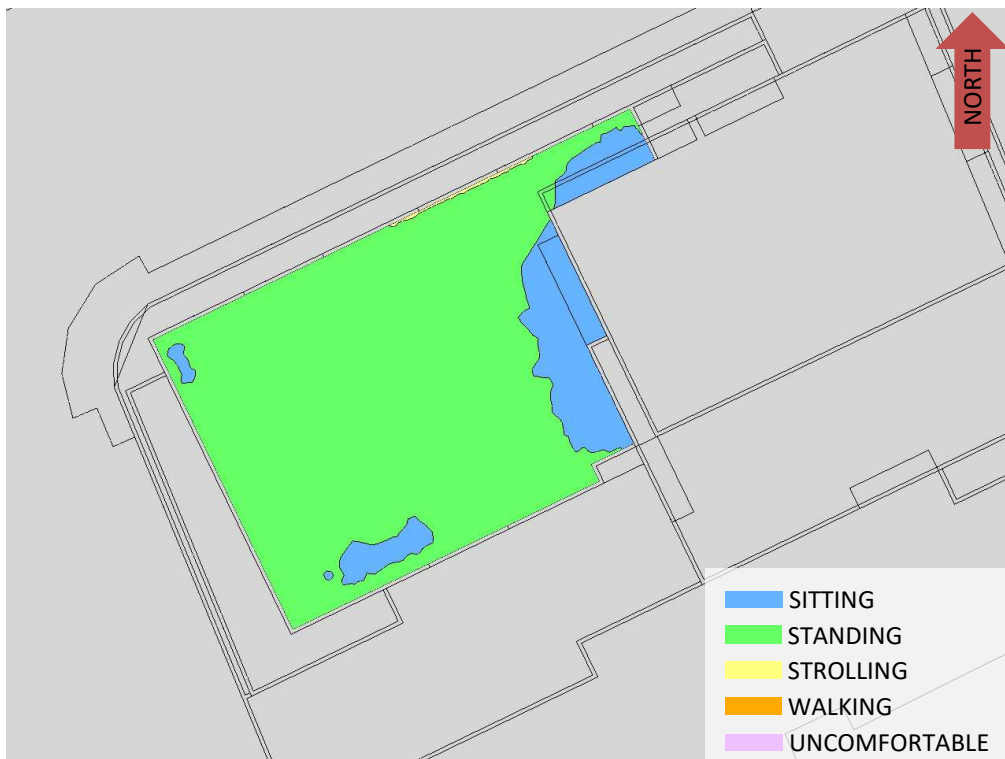 NORTH
SITTING
STANDING
STROLLING
WALKING
UNCOMFORTABLE